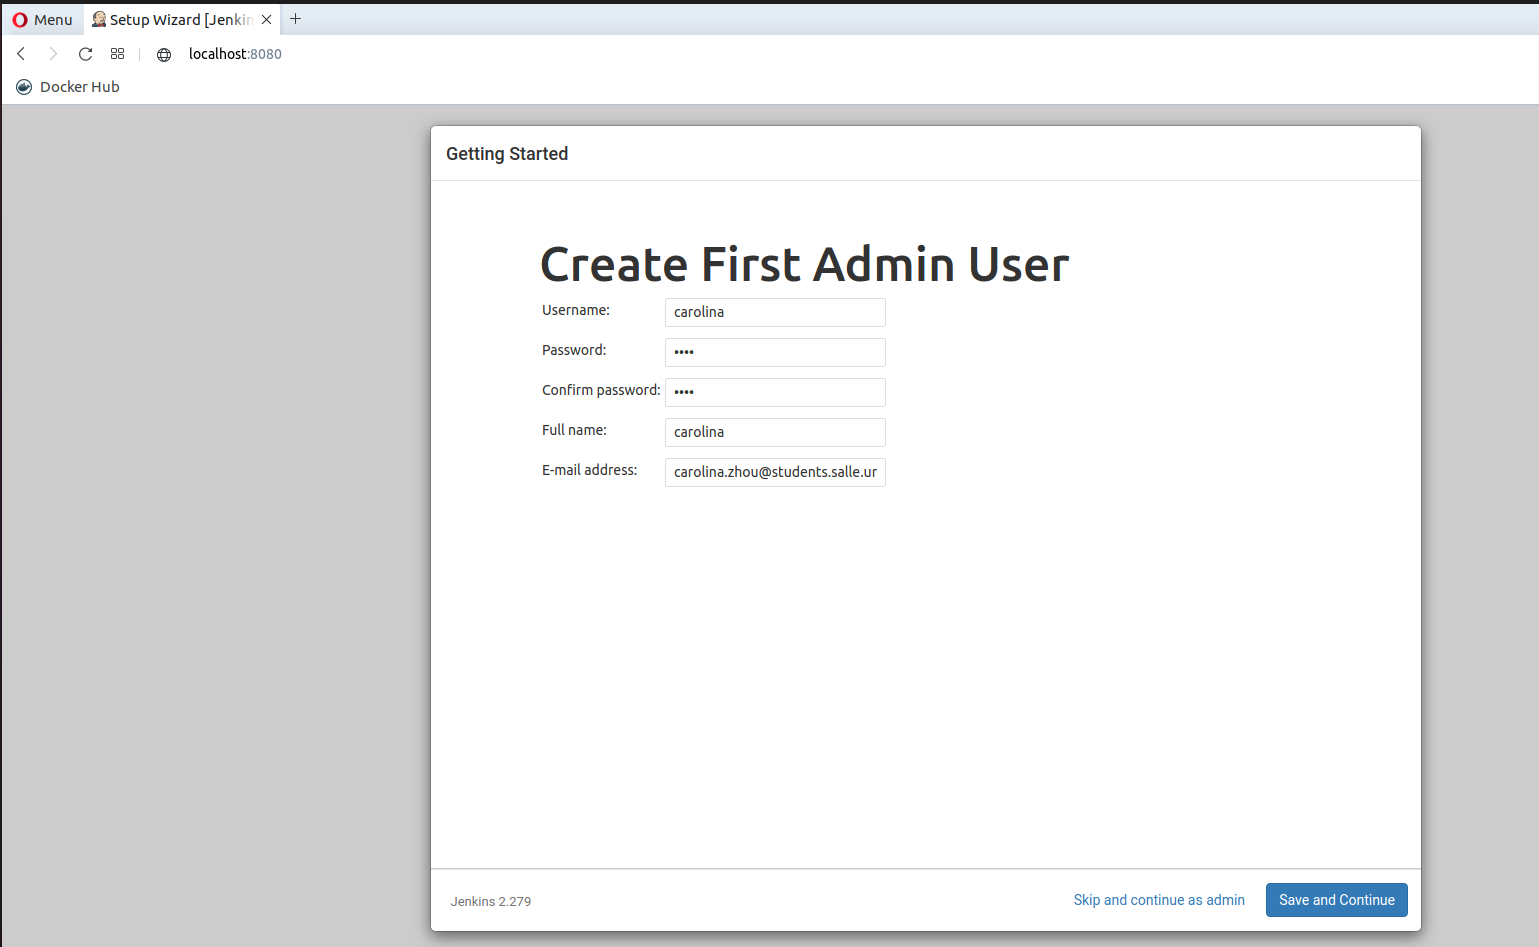 Menu Setup Wizard [Jenkin
localhost:8080
Docker Hub
Getting Started
Create First Admin User
Username: carolina
Password: ••••
Confirm password: ••••
Full name: carolina
E-mail address: carolina.zhou@students.salle.ur
Jenkins 2.279 Skip and continue as admin Save and Continue